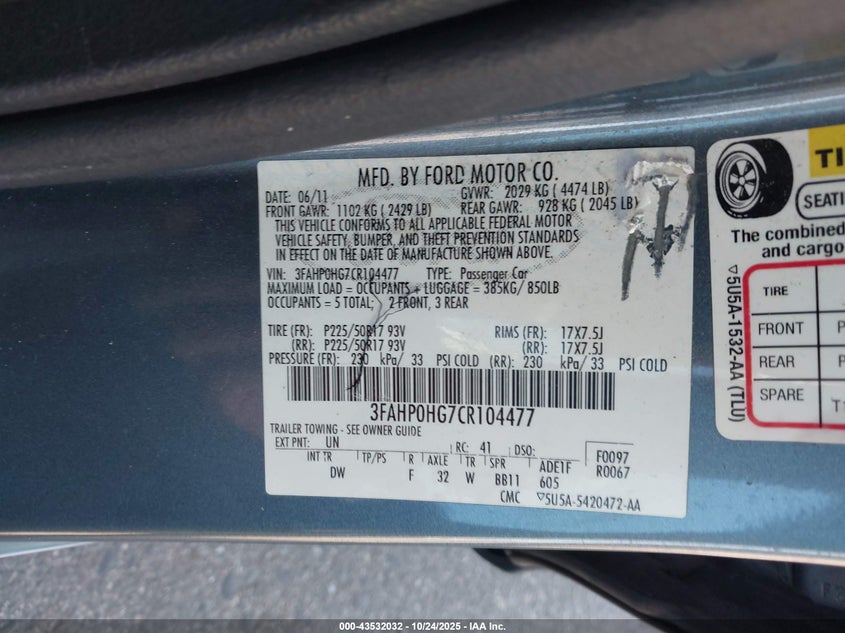 MFD. BY FORD MOTOR CO.
DATE: 06/11 GVWR: 2029 KG ( 4474 LB)
FRONT GAWR: 1102 KG ( 2429 LB) REAR GAWR: 928 KG ( 2045 LB)
THIS VEHICLE CONFORMS TO ALL APPLICABLE FEDERAL MOTOR
VEHICLE SAFETY, BUMPER, AND THEFT PREVENTION STANDARDS
IN EFFECT ON THE DATE OF MANUFACTURE SHOWN ABOVE.
VIN: 3FAHP0HG7CR104477 TYPE: Passenger Car
MAXIMUM LOAD = OCCUPANTS + LUGGAGE = 385KG/ 850LB
OCCUPANTS = 5 TOTAL; 2 FRONT, 3 REAR
TIRE (FR): P225/50R17 93V RIMS (FR): 17X7.5J
(RR): P225/50R17 93V (RR): 17X7.5J
PRESSURE (FR): 230 kPa/ 33 PSI COLD (RR): 230 kPa/ 33 PSI COLD
3FAHP0HG7CR104477
TRAILER TOWING - SEE OWNER GUIDE
EXT PNT: UN RC: 41 DSO: F0097
INT TR TP/PS R AXLE TR SPR ADE1F R0067
DW F 32 W BB11 605
CMC ▽5U5A-5420472-AA
TI
SEATI
The combined
and cargo
TIRE
FRONT P
REAR P
SPARE T1
▽5U5A-1532-AA (TLU)
000-43532032 - 10/24/2025 - IAA Inc.